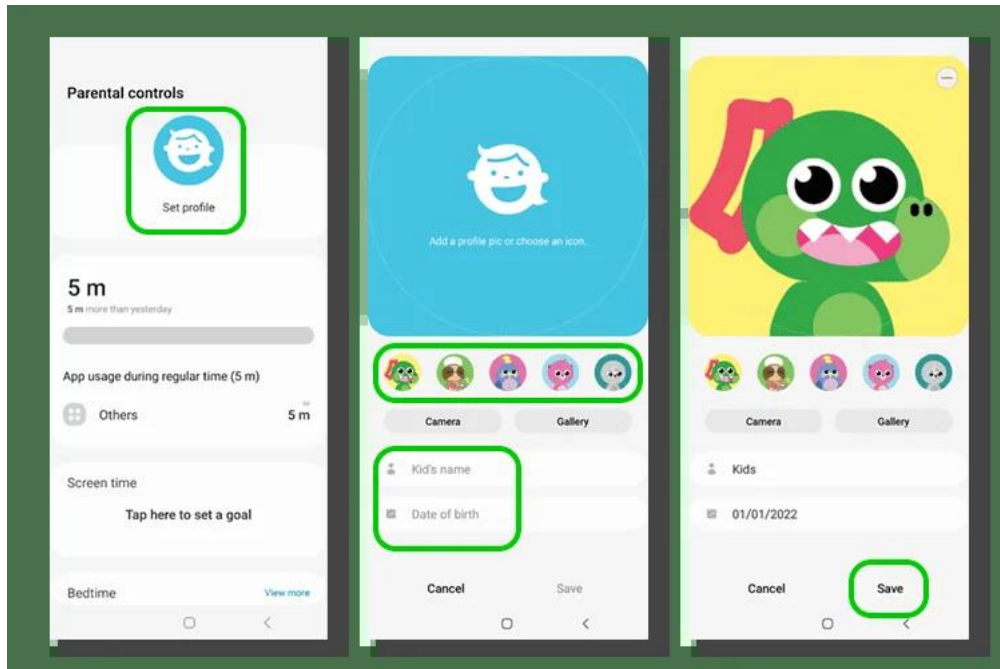 Parental controls
Set profile
5 m
5 m more than yesterday
App usage during regular time (5 m)
Others
5 m
Screen time
Tap here to set a goal
Bedtime
View more
Add a profile pic or choose an icon.
Camera
Gallery
Kid's name
Date of birth
Cancel
Save
Camera
Gallery
Kids
01/01/2022
Cancel
Save